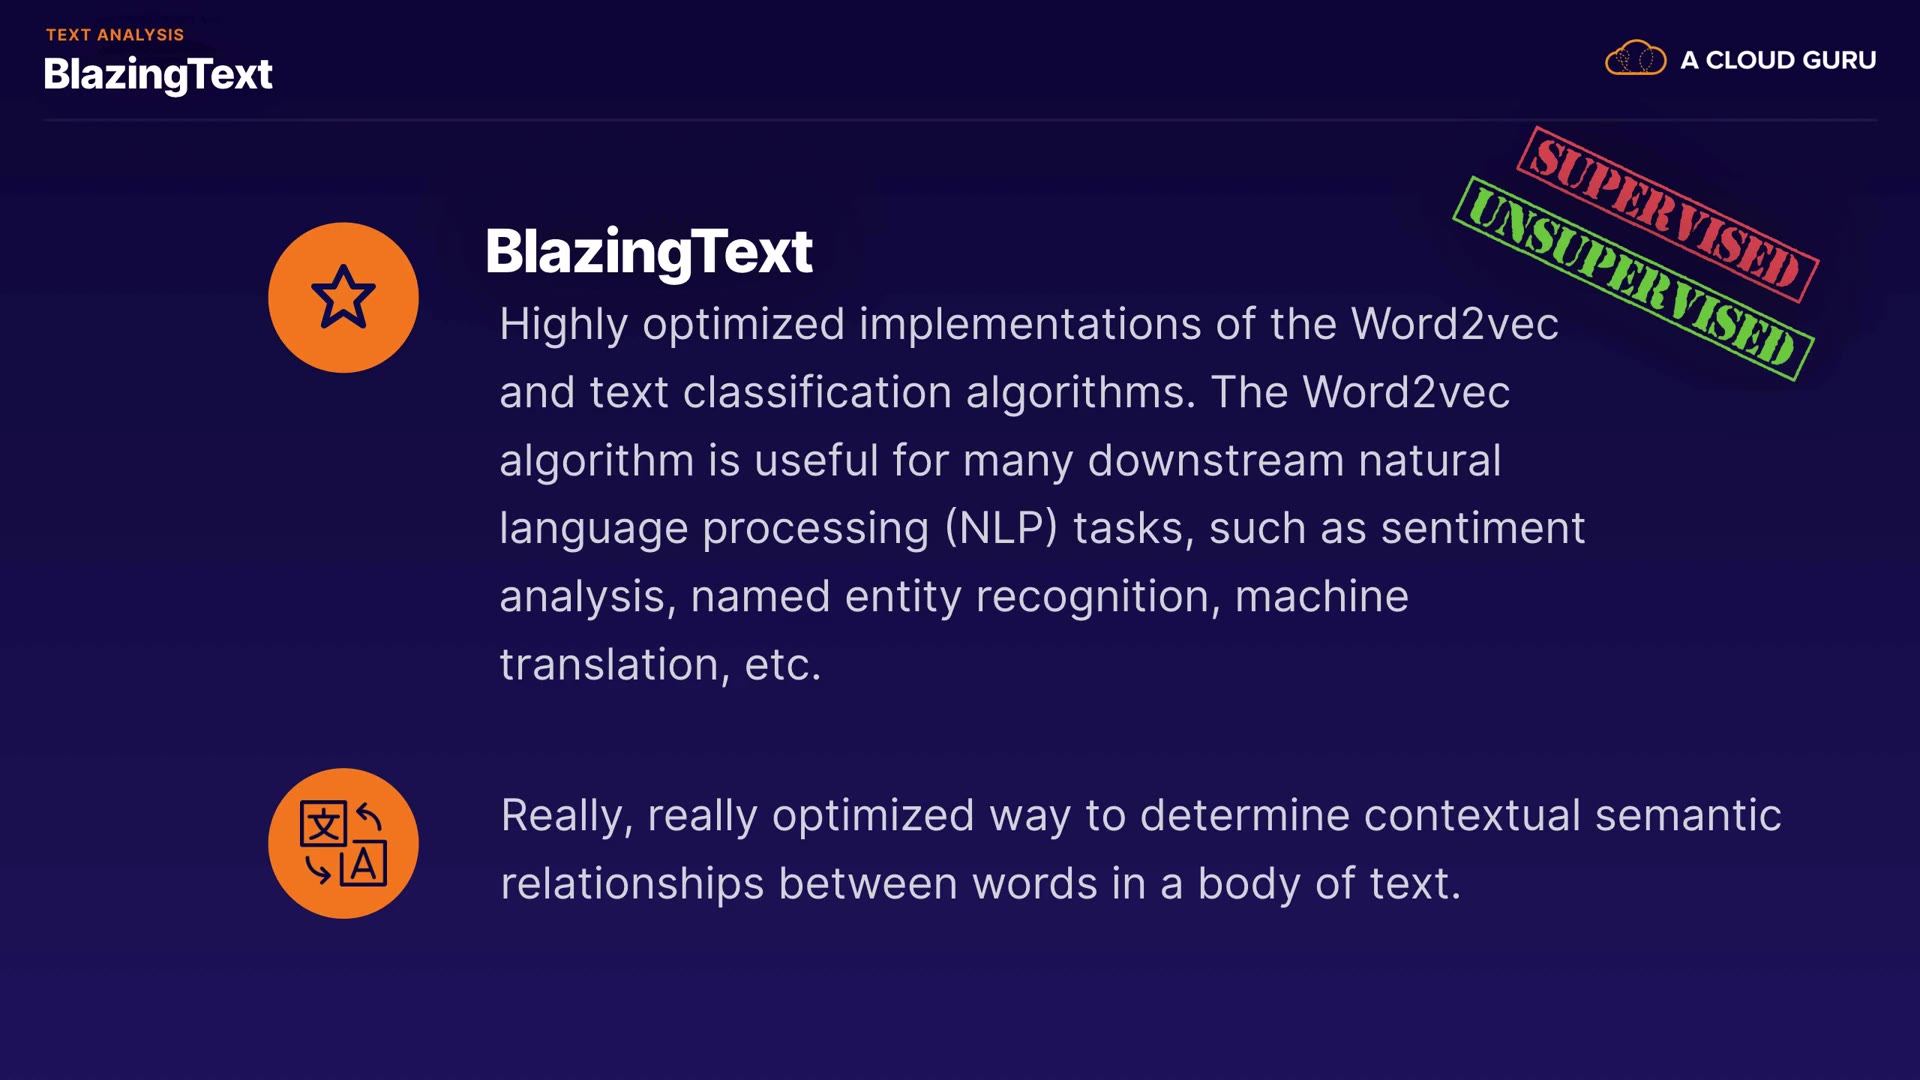 TEXT ANALYSIS
BlazingText
A CLOUD GURU
SUPERVISED
UNSUPERVISED
BlazingText
Highly optimized implementations of the Word2vec
and text classification algorithms. The Word2vec
algorithm is useful for many downstream natural
language processing (NLP) tasks, such as sentiment
analysis, named entity recognition, machine
translation, etc.
文
A
Really, really optimized way to determine contextual semantic
relationships between words in a body of text.